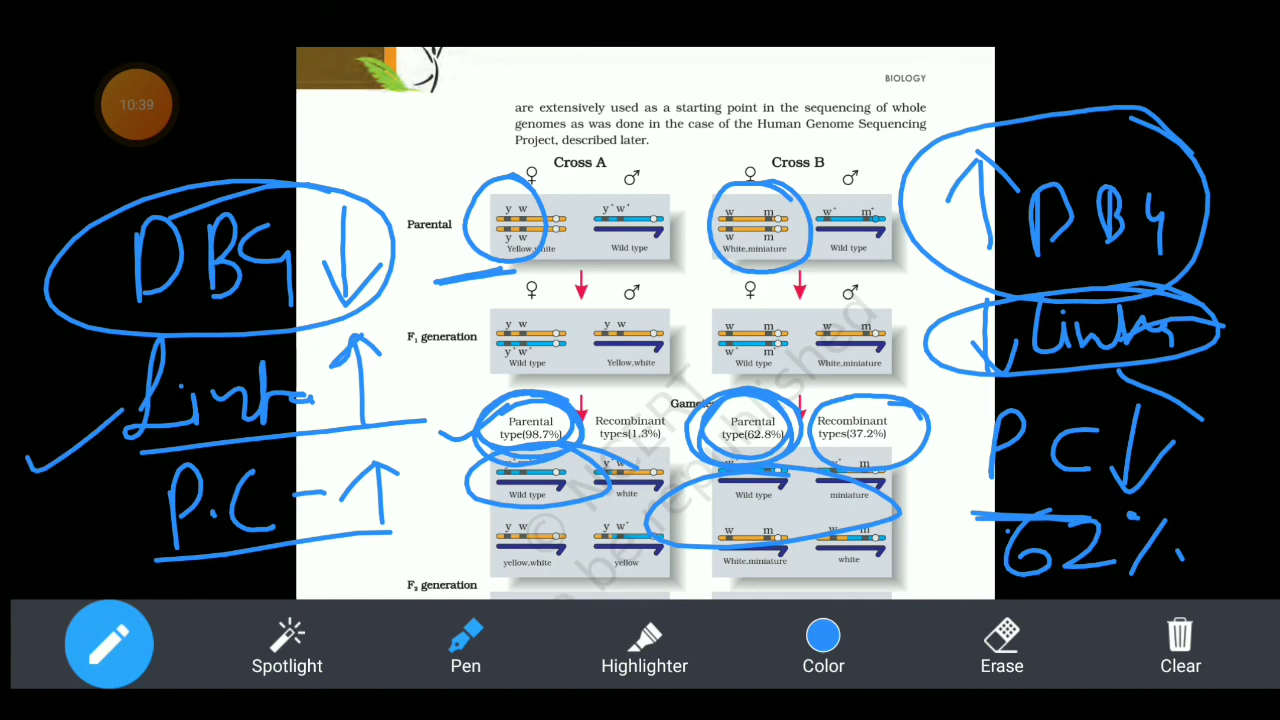 10:39
BIOLOGY
are extensively used as a starting point in the sequencing of whole
genomes as was done in the case of the Human Genome Sequencing
Project, described later.
Cross A Cross B
♀ ♂ ♀ ♂
Parental
y w y⁺ w⁺ w m w⁺ m⁺
y w w m
Yellow,white Wild type White,miniature Wild type
♀ ♂ ♀ ♂
F₁ generation
y w y w w m w m
y⁺ w⁺ w⁺ m⁺
Wild type Yellow,white Wild type White,miniature
Parental Recombinant Parental Recombinant
type(98.7%) types(1.3%) type(62.8%) types(37.2%)
Wild type white Wild type miniature
y w y w⁺ w m
yellow,white yellow White,miniature white
F₂ generation
© NCERT
republished
DBG ↓
P.C - ↑
↑ DBG
PC ↓
62%
Spotlight
Pen
Highlighter
Color
Erase
Clear